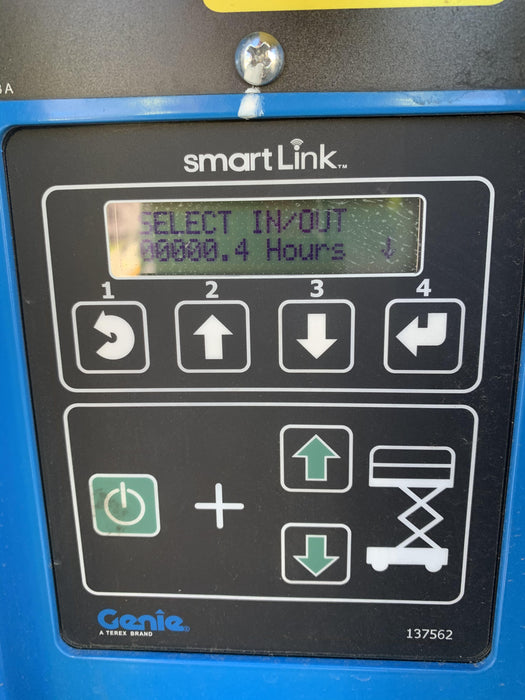 smartLink™
SELECT IN/OUT
00000.4 Hours ↓
1 2 3 4
Genie®
A TEREX BRAND
137562